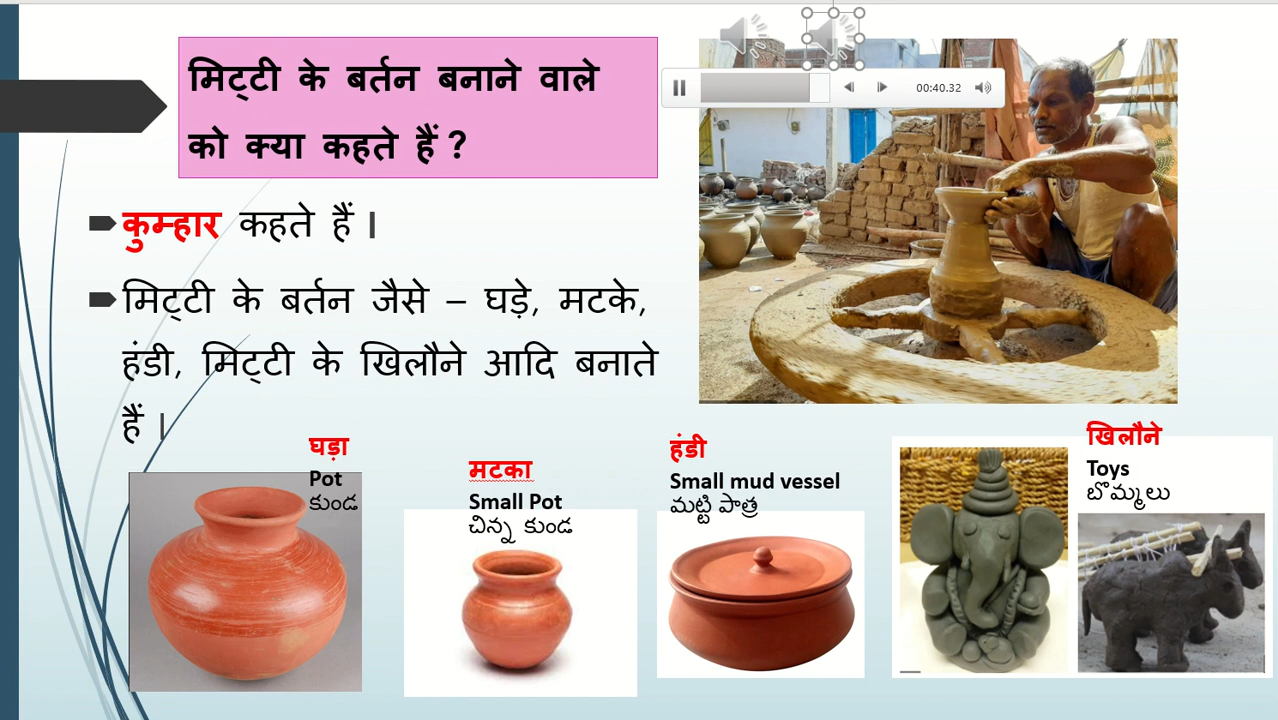 मिट्टी के बर्तन बनाने वाले
को क्या कहते हैं ?
00:40.32
कुम्हार कहते हैं ।
मिट्टी के बर्तन जैसे – घड़े, मटके,
हंडी, मिट्टी के खिलौने आदि बनाते
हैं ।
घड़ा
Pot
కుండ
मटका
Small Pot
చిన్న కుండ
हंडी
Small mud vessel
మట్టి పాత్ర
खिलौने
Toys
బొమ్మలు